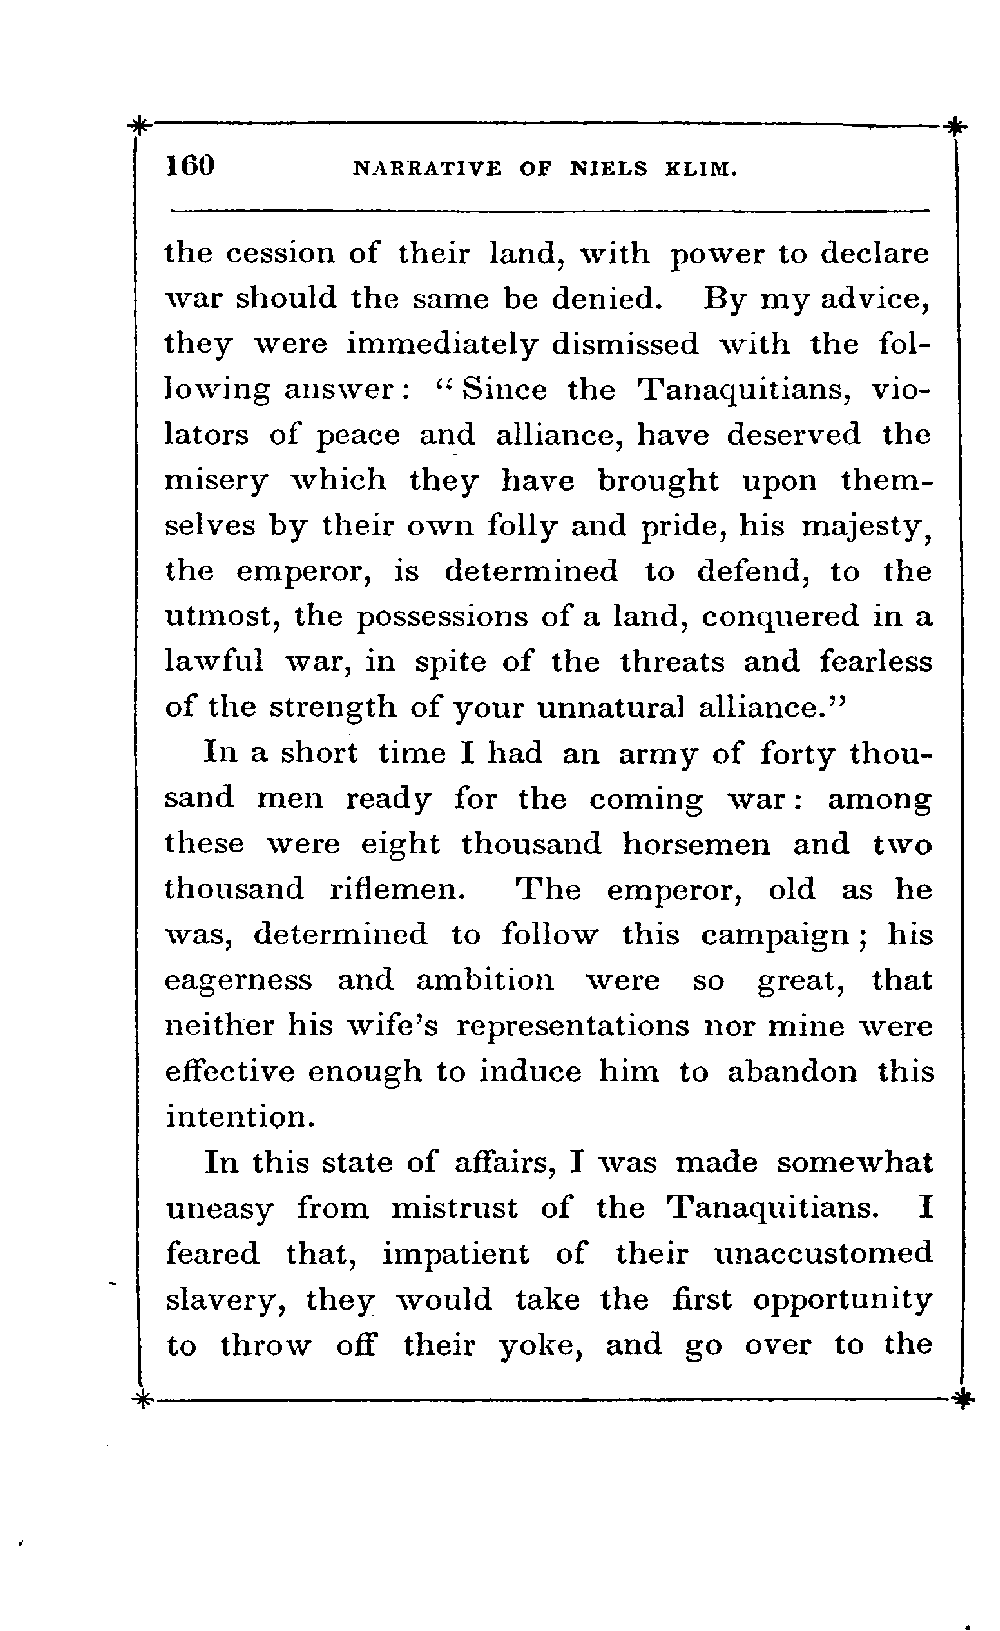 160 NARRATIVE OF NIELS KLIM.
the cession of their land, with power to declare
war should the same be denied. By my advice,
they were immediately dismissed with the fol-
lowing answer: “Since the Tanaquitians, vio-
lators of peace and alliance, have deserved the
misery which they have brought upon them-
selves by their own folly and pride, his majesty,
the emperor, is determined to defend, to the
utmost, the possessions of a land, conquered in a
lawful war, in spite of the threats and fearless
of the strength of your unnatural alliance.”
In a short time I had an army of forty thou-
sand men ready for the coming war: among
these were eight thousand horsemen and two
thousand riflemen. The emperor, old as he
was, determined to follow this campaign; his
eagerness and ambition were so great, that
neither his wife’s representations nor mine were
effective enough to induce him to abandon this
intention.
In this state of affairs, I was made somewhat
uneasy from mistrust of the Tanaquitians. I
feared that, impatient of their unaccustomed
slavery, they would take the first opportunity
to throw off their yoke, and go over to the